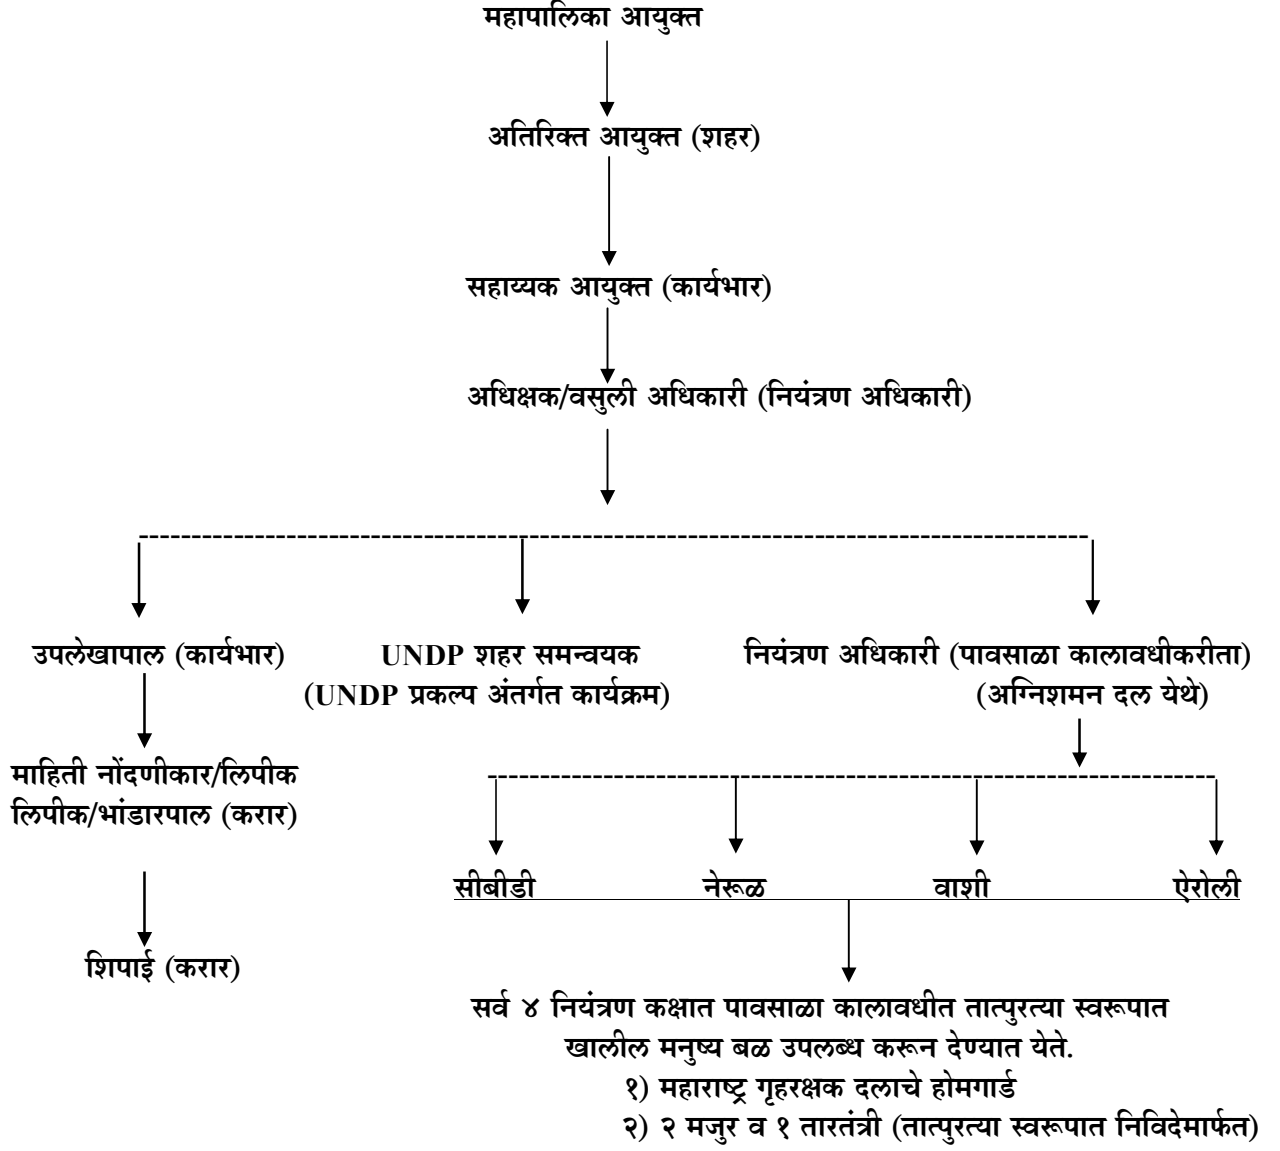 महापालिका आयुक्त
अतिरिक्त आयुक्त (शहर)
सहाय्यक आयुक्त (कार्यभार)
अधिक्षक/वसुली अधिकारी (नियंत्रण अधिकारी)
उपलेखापाल (कार्यभार)
UNDP शहर समन्वयक
(UNDP प्रकल्प अंतर्गत कार्यक्रम)
नियंत्रण अधिकारी (पावसाळा कालावधीकरीता)
(अग्निशमन दल येथे)
माहिती नोंदणीकार/लिपीक
लिपीक/भांडारपाल (करार)
शिपाई (करार)
सीबीडी नेरूळ वाशी ऐरोली
सर्व ४ नियंत्रण कक्षात पावसाळा कालावधीत तात्पुरत्या स्वरूपात
खालील मनुष्य बळ उपलब्ध करून देण्यात येते.
१) महाराष्ट्र गृहरक्षक दलाचे होमगार्ड
२) २ मजुर व १ तारतंत्री (तात्पुरत्या स्वरूपात निविदेमार्फत)